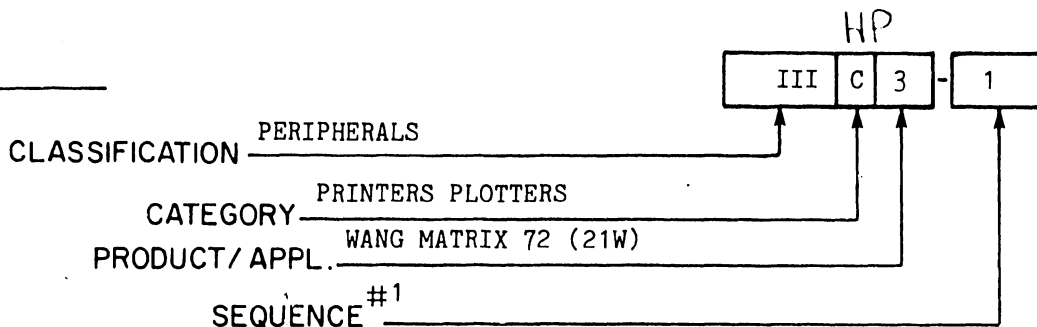 HP
III C 3 - 1
CLASSIFICATION PERIPHERALS
CATEGORY PRINTERS PLOTTERS
PRODUCT/APPL. WANG MATRIX 72 (21W)
SEQUENCE #1